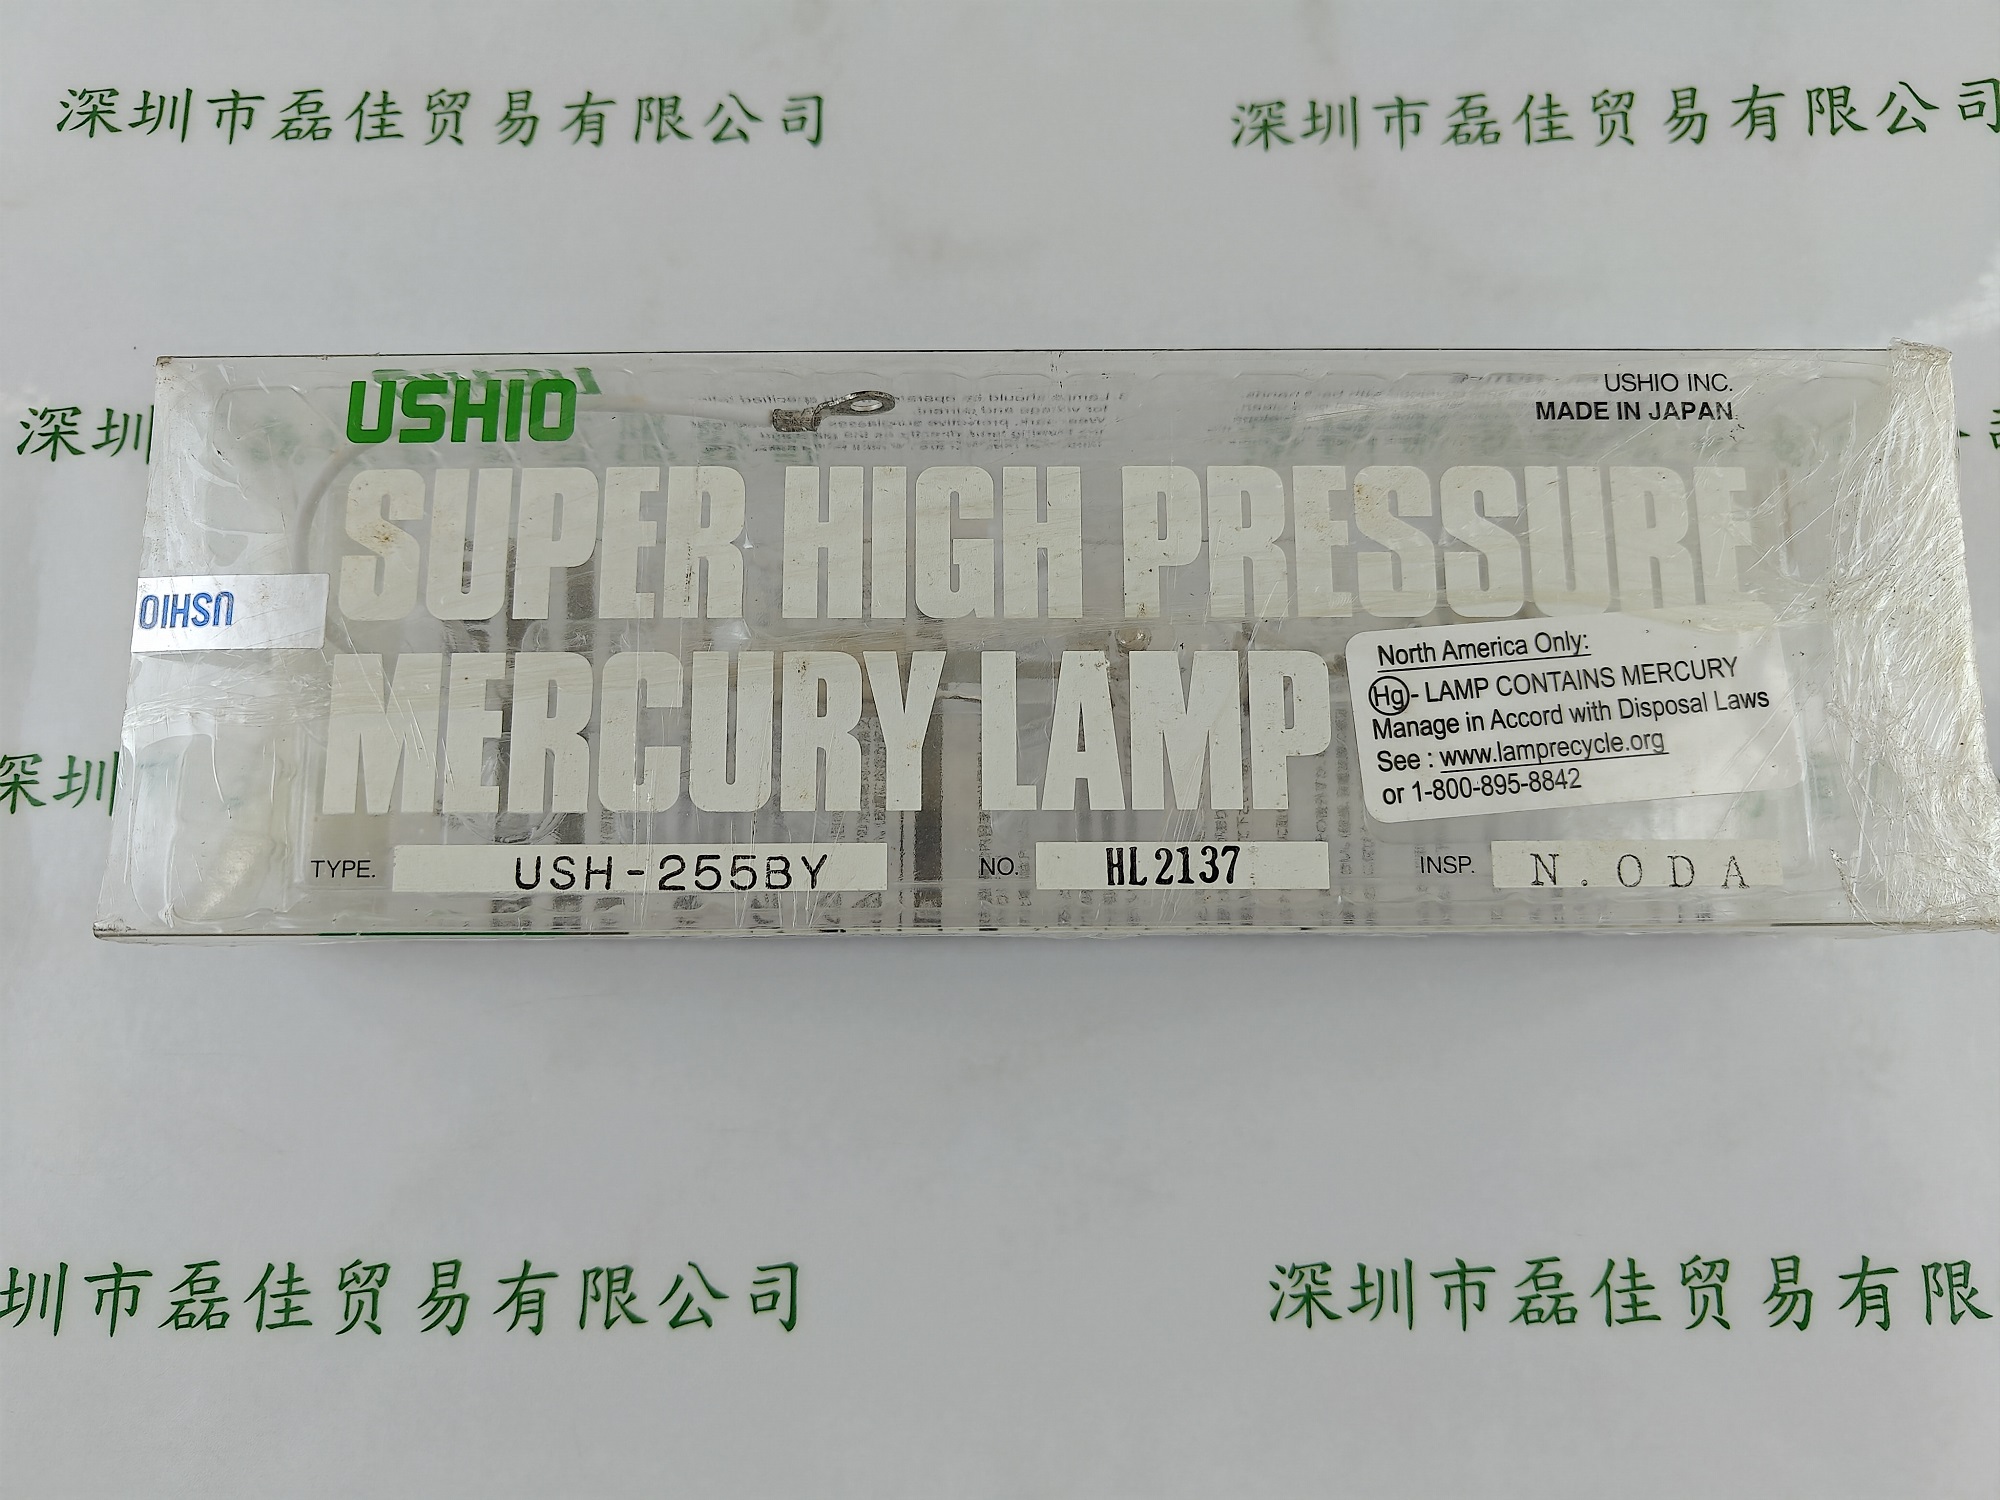 深圳市磊佳贸易有限公司
深圳市磊佳贸易有限公司
深圳
USHIO
USHIO INC.
MADE IN JAPAN
SUPER HIGH PRESSURE
USHIO
MERCURY LAMP
North America Only:
Hg - LAMP CONTAINS MERCURY
Manage in Accord with Disposal Laws
See : www.lamprecycle.org
or 1-800-895-8842
深圳
TYPE. USH-255BY NO. HL2137 INSP. N. ODA
圳市磊佳贸易有限公司
深圳市磊佳贸易有限